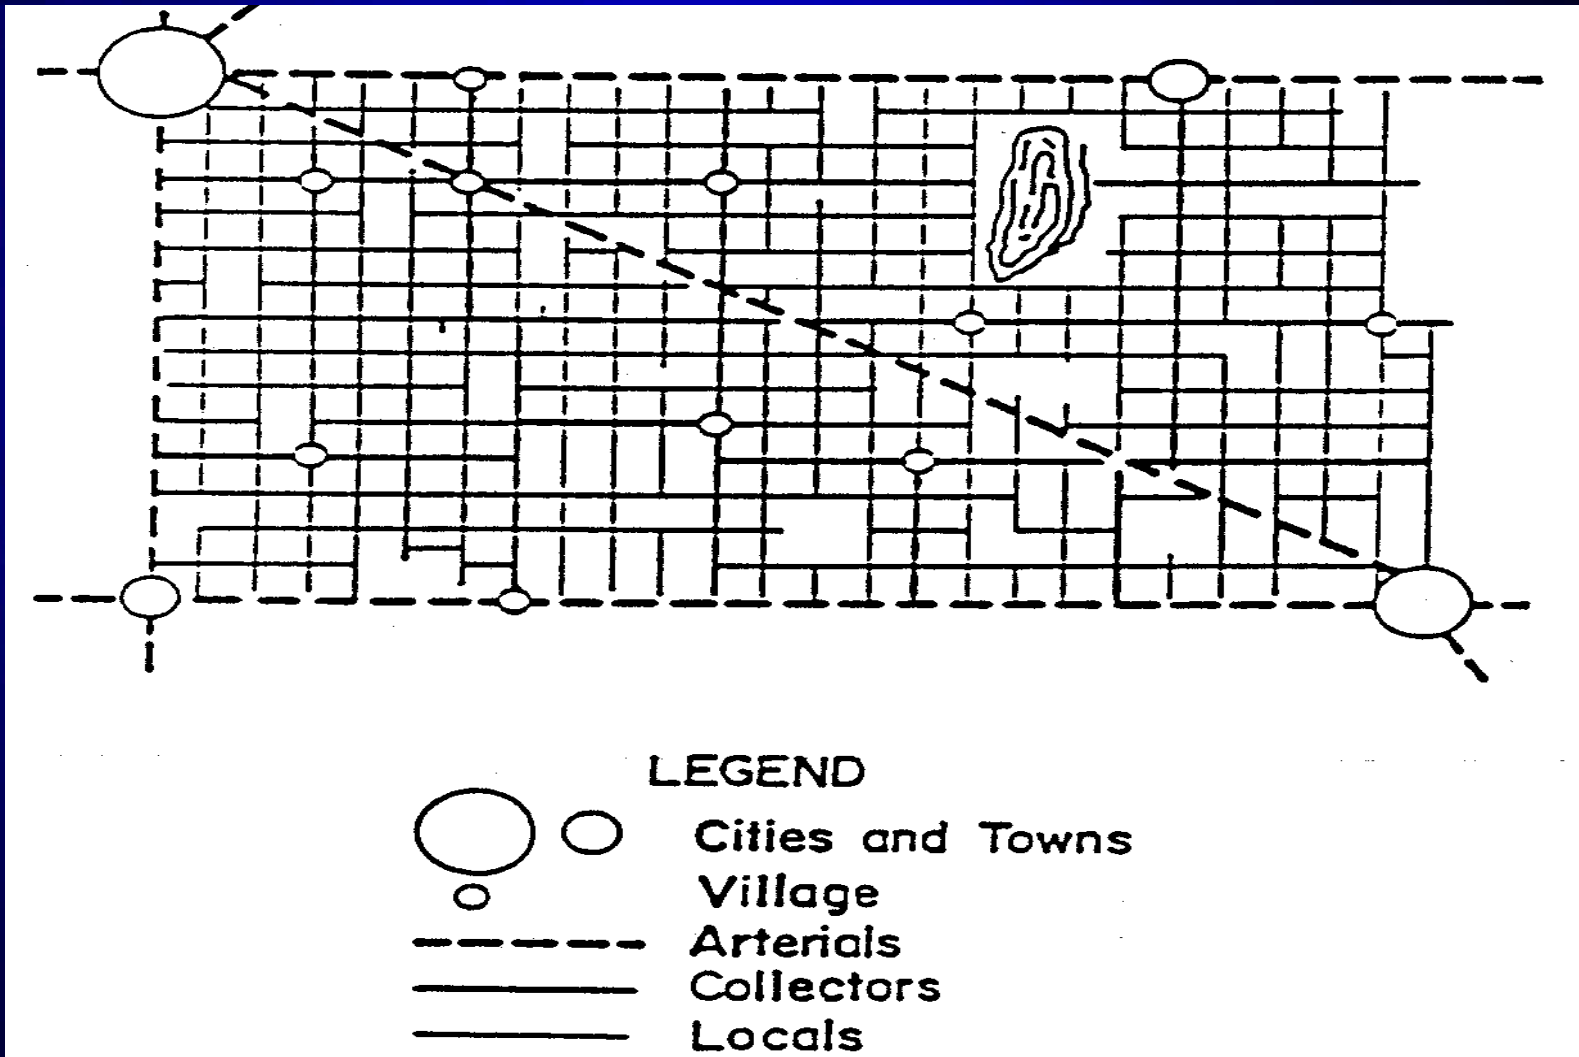 LEGEND
Cities and Towns
Village
Arterials
Collectors
Locals